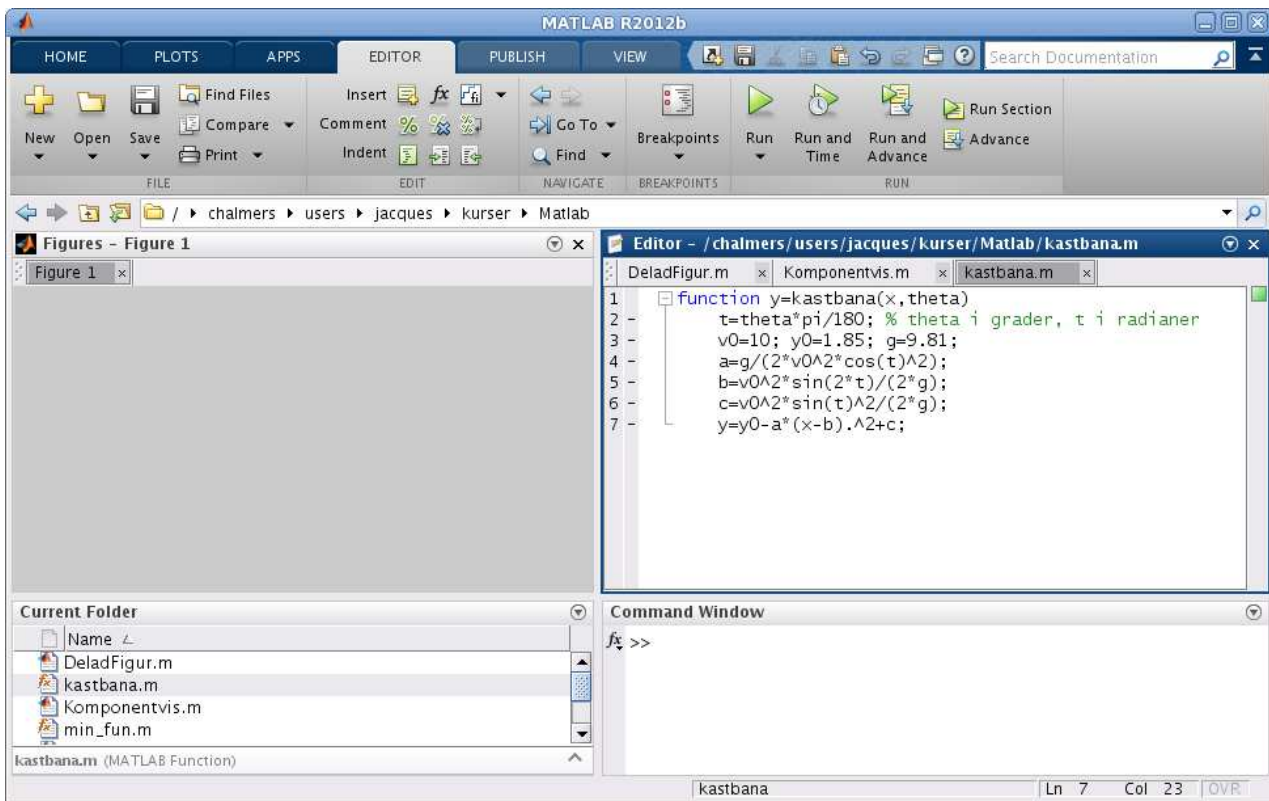 MATLAB R2012b
HOME PLOTS APPS EDITOR PUBLISH VIEW Search Documentation
New Open Save Find Files Compare Print
FILE
Insert fx
Comment
Indent
EDIT
Go To
Find
NAVIGATE
Breakpoints
BREAKPOINTS
Run Run and Time Run and Advance Run Section Advance
RUN
/ chalmers users jacques kurser Matlab
Figures - Figure 1
Figure 1
Editor - /chalmers/users/jacques/kurser/Matlab/kastbana.m
DeladFigur.m Komponentvis.m kastbana.m
1 function y=kastbana(x,theta)
2 - t=theta*pi/180; % theta i grader, t i radianer
3 - v0=10; y0=1.85; g=9.81;
4 - a=g/(2*v0^2*cos(t)^2);
5 - b=v0^2*sin(2*t)/(2*g);
6 - c=v0^2*sin(t)^2/(2*g);
7 - y=y0-a*(x-b).^2+c;
Current Folder
Name
DeladFigur.m
kastbana.m
Komponentvis.m
min_fun.m
kastbana.m (MATLAB Function)
Command Window
fx >>
kastbana Ln 7 Col 23 OVR